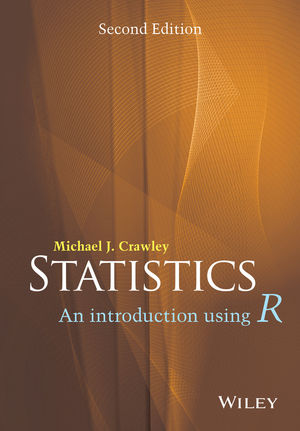 Second Edition
Michael J. Crawley
STATISTICS
An introduction using R
WILEY